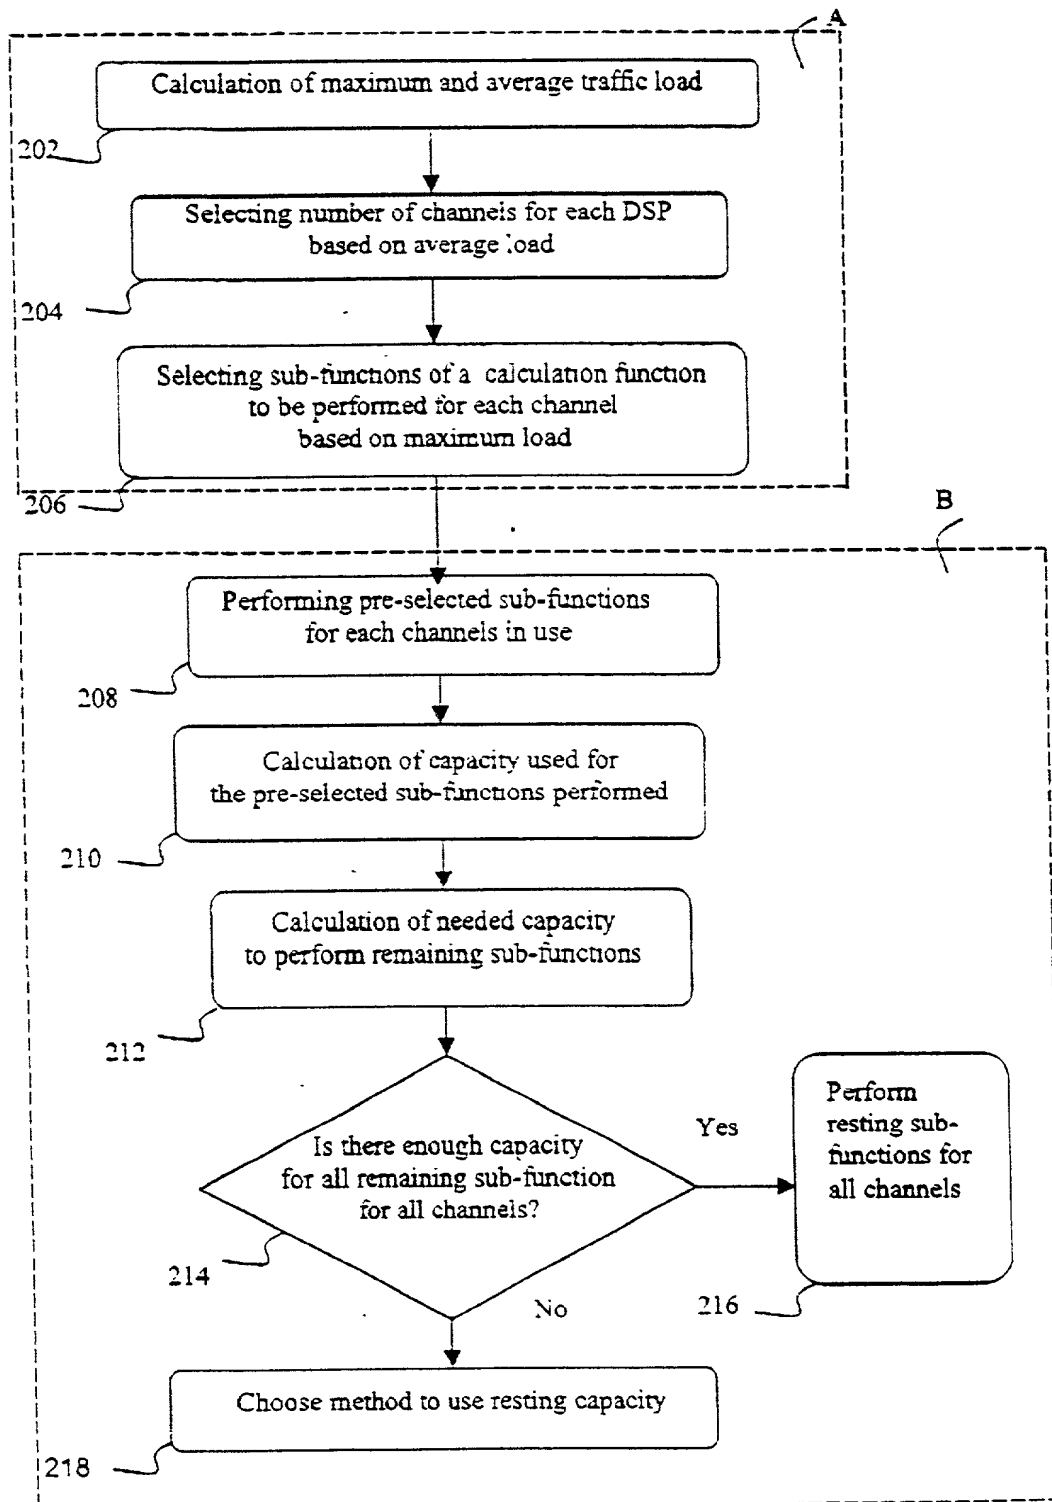 A
Calculation of maximum and average traffic load
202
Selecting number of channels for each DSP
based on average load
204
Selecting sub-functions of a calculation function
to be performed for each channel
based on maximum load
206
B
Performing pre-selected sub-functions
for each channels in use
208
Calculation of capacity used for
the pre-selected sub-functions performed
210
Calculation of needed capacity
to perform remaining sub-functions
212
Is there enough capacity
for all remaining sub-function
for all channels?
214
Yes
Perform
resting sub-
functions for
all channels
216
No
Choose method to use resting capacity
218